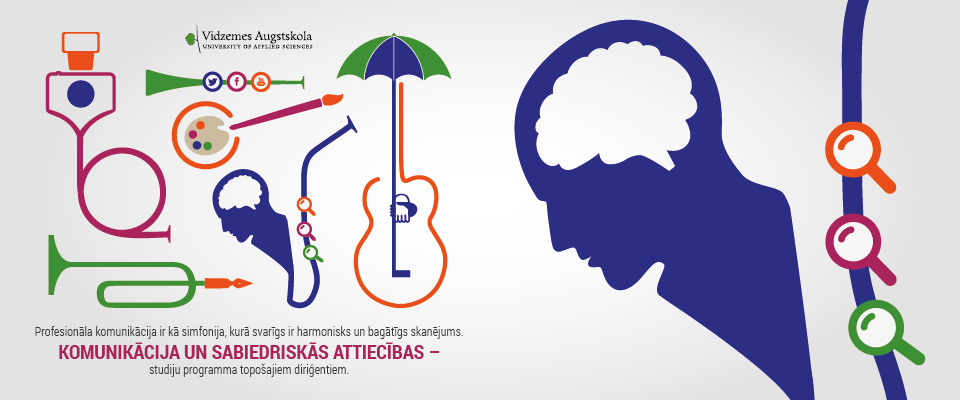 Vidzemes Augstskola
UNIVERSITY OF APPLIED SCIENCES
Profesionāla komunikācija ir kā simfonija, kurā svarīgs ir harmonisks un bagātīgs skanējums.
KOMUNIKĀCIJA UN SABIEDRISKĀS ATTIECĪBAS –
studiju programma topošajiem diriģentiem.